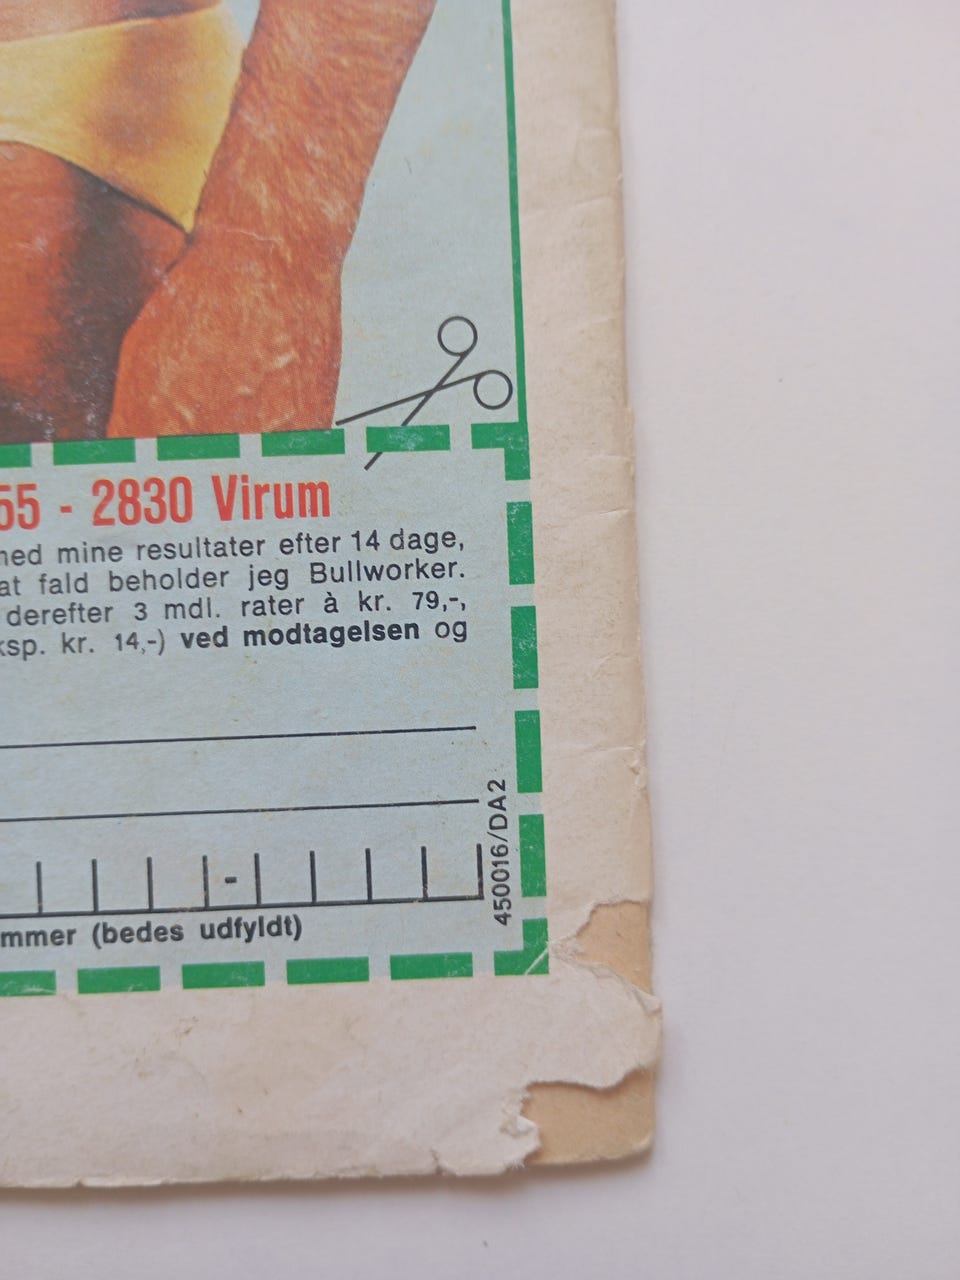 55 - 2830 Virum
mine resultater efter 14 dage,
at fald beholder jeg Bullworker.
derefter 3 mdl. rater à kr. 79,-,
ksp. kr. 14,-) ved modtagelsen og
-
mmer (bedes udfyldt)
450016/DA2